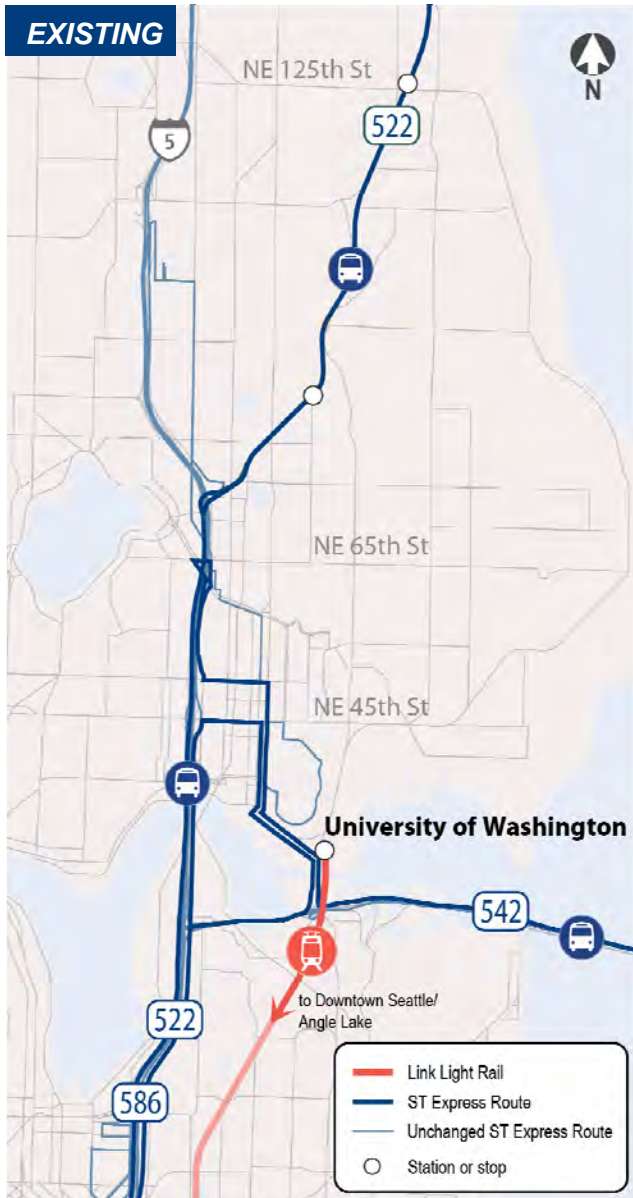 EXISTING
NE 125th St
N
522
5
NE 65th St
NE 45th St
University of Washington
542
to Downtown Seattle/
Angle Lake
522
586
Link Light Rail
ST Express Route
Unchanged ST Express Route
Station or stop